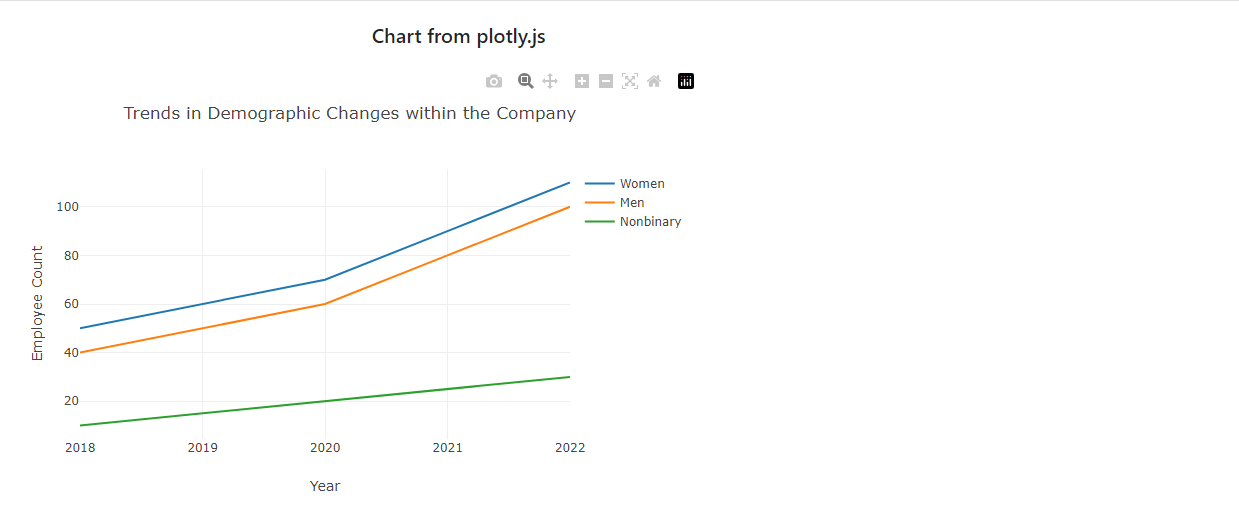 Chart from plotly.js
Trends in Demographic Changes within the Company
Women
Men
Nonbinary
100
80
60
40
20
Employee Count
2018 2019 2020 2021 2022
Year